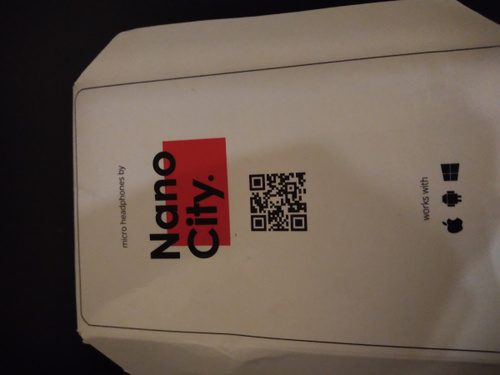 micro headphones by
Nano
City.
works with